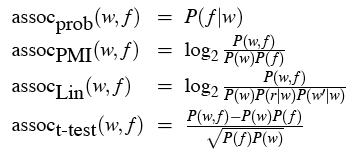 assoc_prob(w, f) = P(f|w)
assoc_PMI(w, f) = log_2 P(w,f) / P(w)P(f)
assoc_Lin(w, f) = log_2 P(w,f) / P(w)P(r|w)P(w'|w)
assoc_t-test(w, f) = P(w,f)−P(w)P(f) / √P(f)P(w)